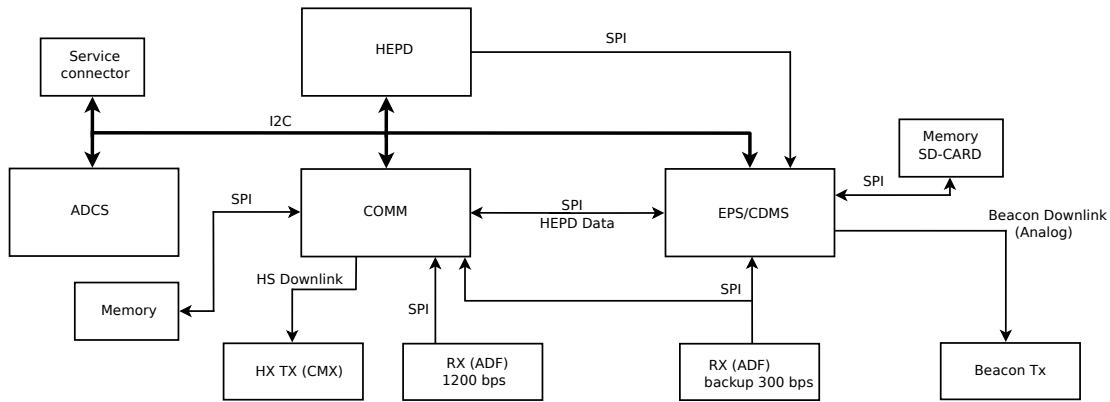 HEPD
SPI
Service
connector
I2C
Memory
SD-CARD
ADCS
SPI
COMM
SPI
HEPD Data
EPS/CDMS
SPI
Beacon Downlink
(Analog)
HS Downlink
Memory
SPI
SPI
HX TX (CMX)
RX (ADF)
1200 bps
RX (ADF)
backup 300 bps
Beacon Tx